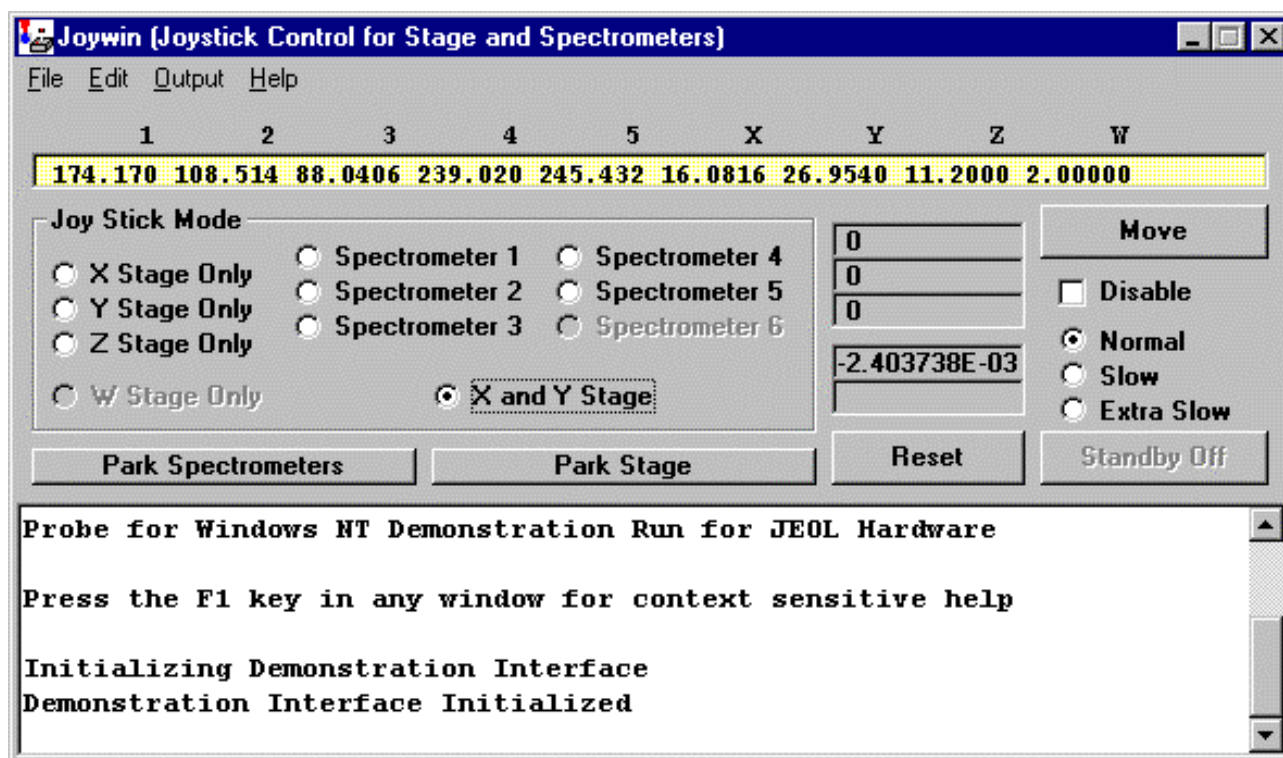 Joywin (Joystick Control for Stage and Spectrometers)
File Edit Output Help
1 2 3 4 5 X Y Z W
174.170 108.514 88.0406 239.020 245.432 16.0816 26.9540 11.2000 2.00000
Joy Stick Mode
X Stage Only
Y Stage Only
Z Stage Only
W Stage Only
Spectrometer 1
Spectrometer 2
Spectrometer 3
Spectrometer 4
Spectrometer 5
Spectrometer 6
X and Y Stage
0
0
0
-2.403738E-03
Move
Disable
Normal
Slow
Extra Slow
Park Spectrometers
Park Stage
Reset
Standby Off
Probe for Windows NT Demonstration Run for JEOL Hardware
Press the F1 key in any window for context sensitive help
Initializing Demonstration Interface
Demonstration Interface Initialized